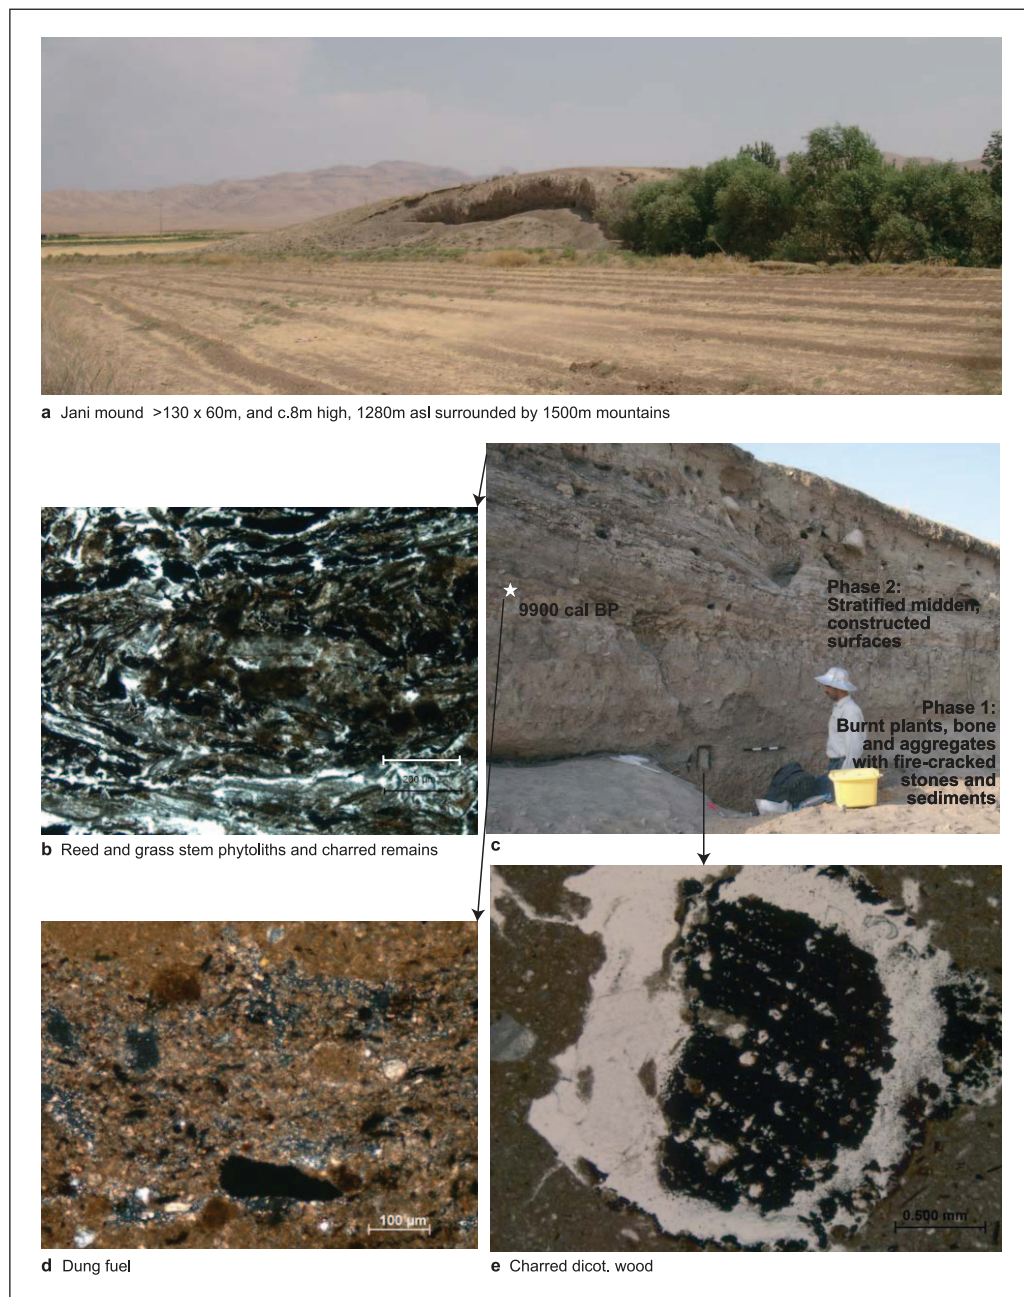 a Jani mound >130 x 60m, and c.8m high, 1280m asl surrounded by 1500m mountains
200 µm
b Reed and grass stem phytoliths and charred remains
9900 cal BP
Phase 2:
Stratified midden,
constructed
surfaces
Phase 1:
Burnt plants, bone
and aggregates
with fire-cracked
stones and
sediments
c
100 µm
d Dung fuel
0.500 mm
e Charred dicot. wood